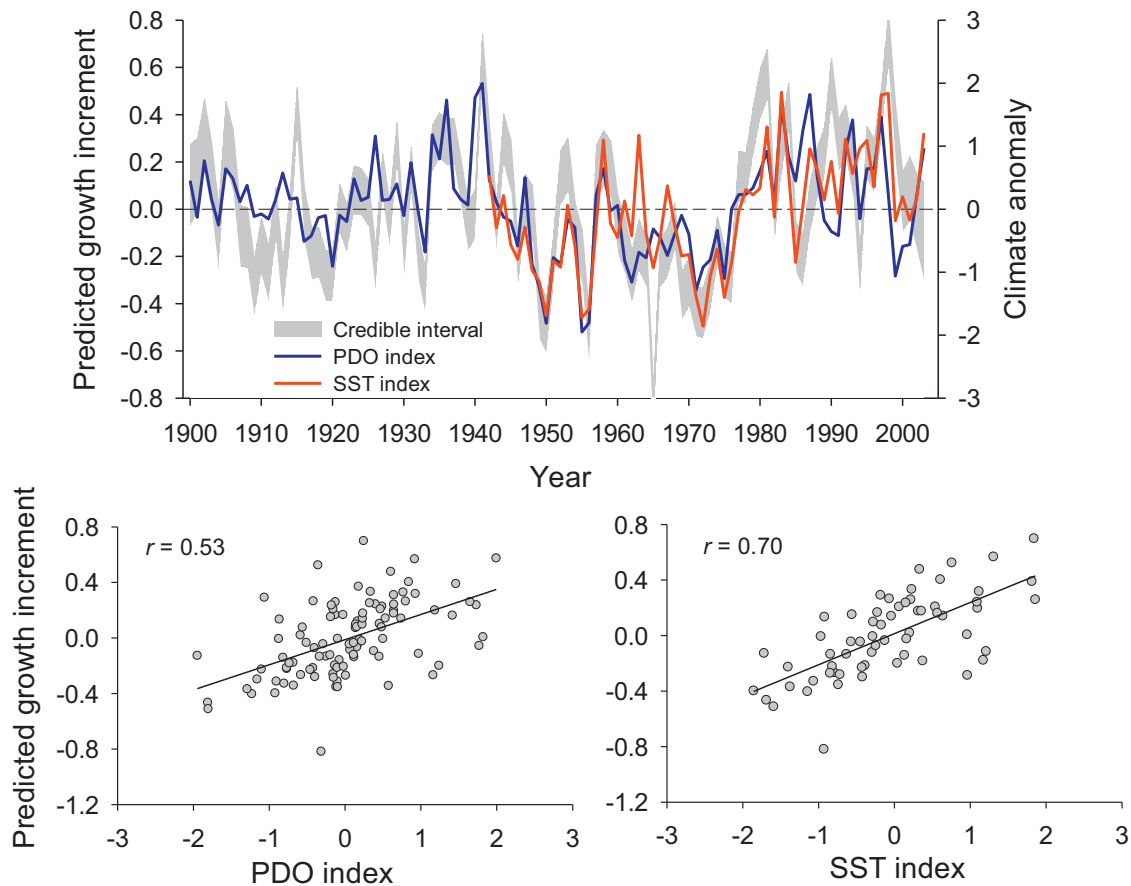 Predicted growth increment
0.8
0.6
0.4
0.2
0.0
-0.2
-0.4
-0.6
-0.8
3
2
1
0
-1
-2
-3
Climate anomaly
Credible interval
PDO index
SST index
1900 1910 1920 1930 1940 1950 1960 1970 1980 1990 2000
Year
Predicted growth increment
0.8
0.4
0.0
-0.4
-0.8
-1.2
r = 0.53
-3 -2 -1 0 1 2 3
PDO index
0.8
0.4
0.0
-0.4
-0.8
-1.2
r = 0.70
-3 -2 -1 0 1 2 3
SST index